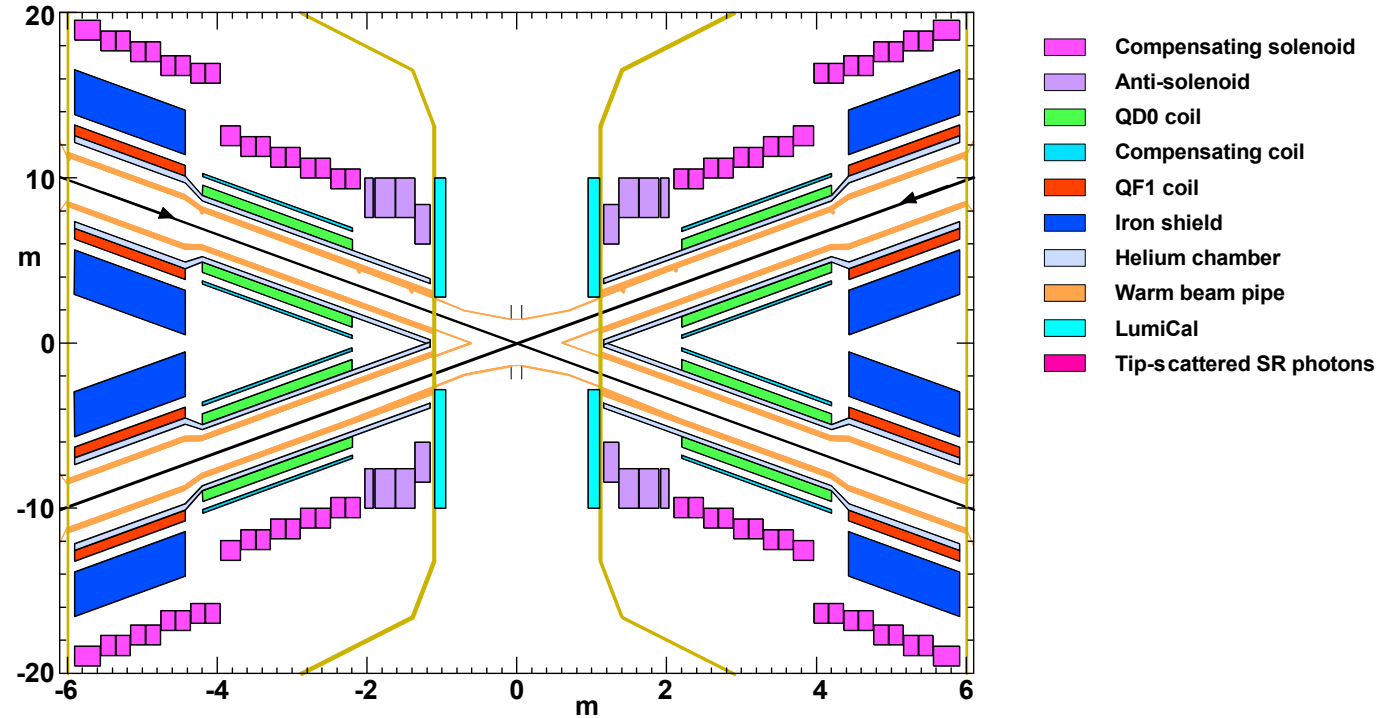 20
10
m
0
-10
-20
-6
-4
-2
0
2
4
6
m
Compensating solenoid
Anti-solenoid
QD0 coil
Compensating coil
QF1 coil
Iron shield
Helium chamber
Warm beam pipe
LumiCal
Tip-scattered SR photons